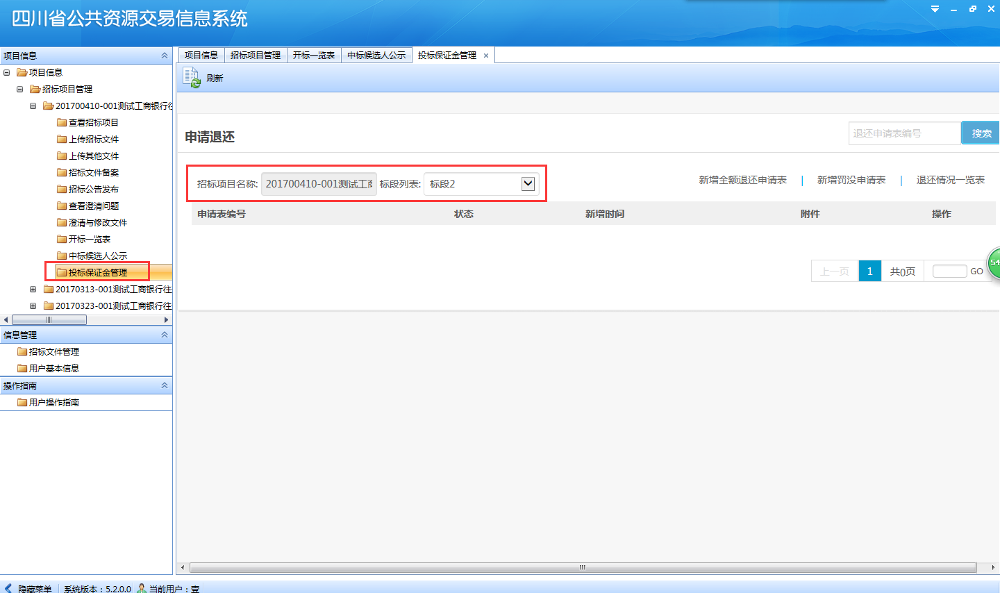 四川省公共资源交易信息系统
项目信息
项目信息
招标项目管理
201700410-001测试工商银行往
查看招标项目
上传招标文件
上传其他文件
招标文件备案
招标公告发布
查看澄清问题
澄清与修改文件
开标一览表
中标候选人公示
投标保证金管理
20170313-001测试工商银行往
20170323-001测试工商银行往
信息管理
招标文件管理
用户基本信息
操作指南
用户操作指南
项目信息 招标项目管理 开标一览表 中标候选人公示 投标保证金管理 ×
刷新
申请退还 退还申请表编号 搜索
招标项目名称: 201700410-001测试工商 标段列表: 标段2 新增全额退还申请表 | 新增罚没申请表 | 退还情况一览表
申请表编号 状态 新增时间 附件 操作
上一页 1 共0页 GO
54
隐藏菜单 系统版本：5.2.0.0 当前用户：壹